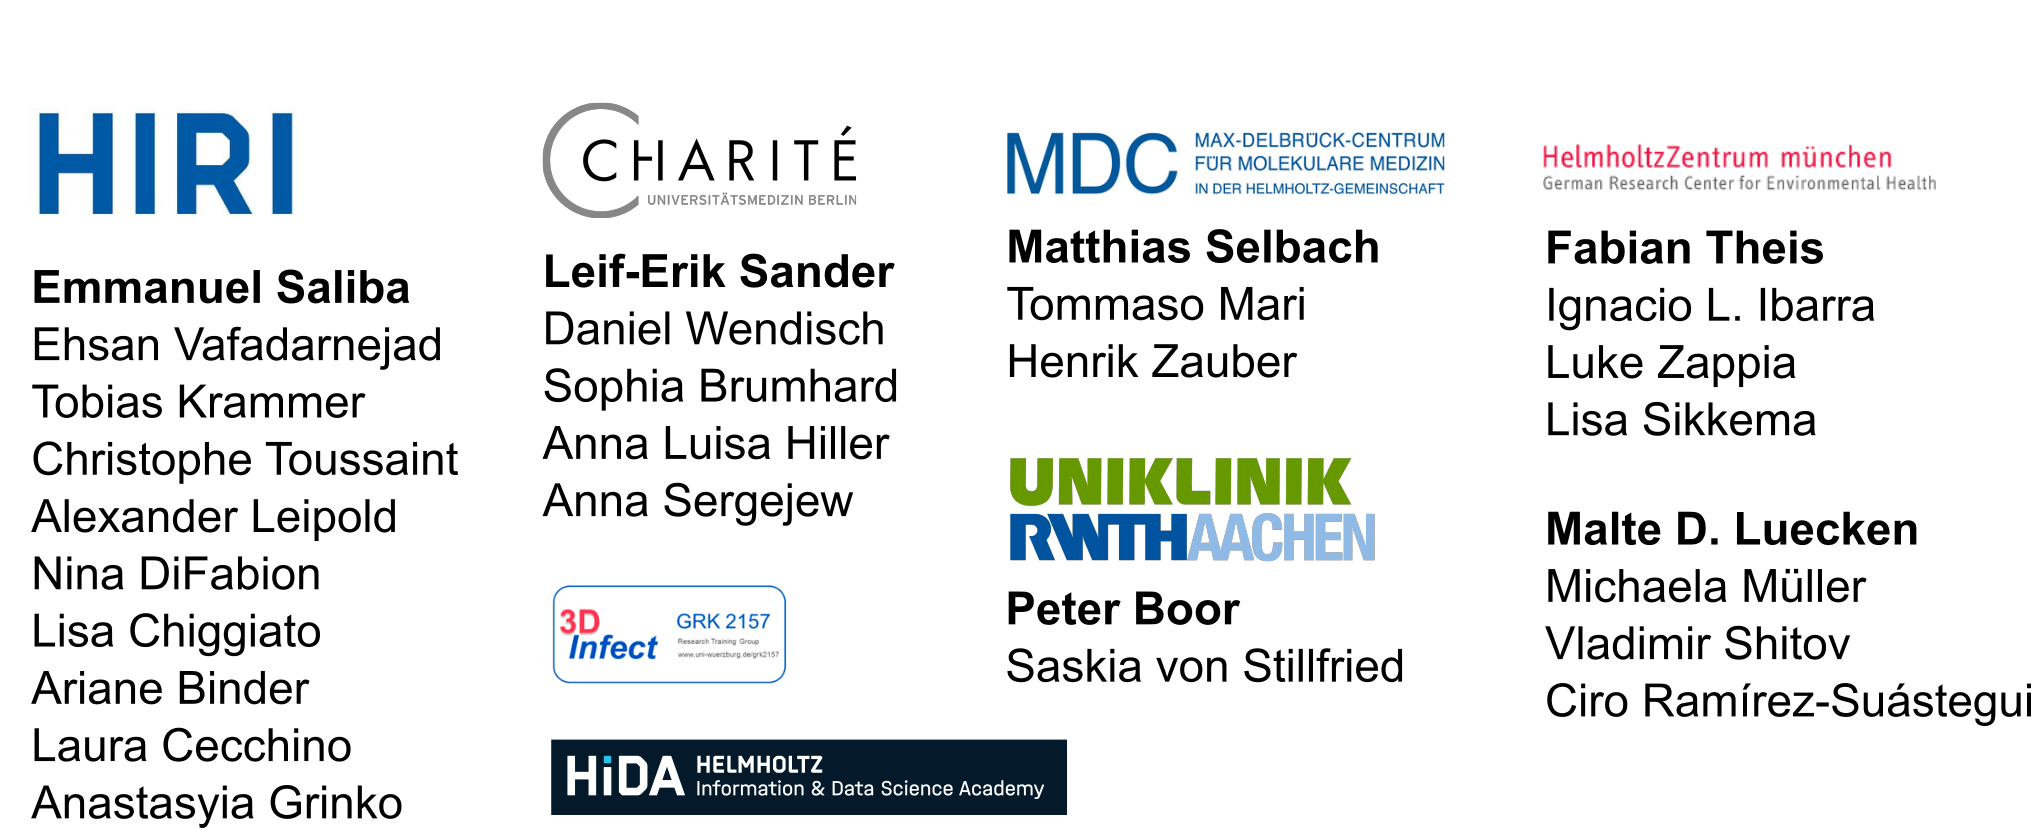 HIRI
Emmanuel Saliba
Ehsan Vafadarnejad
Tobias Krammer
Christophe Toussaint
Alexander Leipold
Nina DiFabion
Lisa Chiggiato
Ariane Binder
Laura Cecchino
Anastasyia Grinko
CHARITÉ
UNIVERSITÄTSMEDIZIN BERLIN
Leif-Erik Sander
Daniel Wendisch
Sophia Brumhard
Anna Luisa Hiller
Anna Sergejew
3D
Infect
GRK 2157
Research Training Group
www.uni-wuerzburg.de/grk2157
HiDA
HELMHOLTZ
Information & Data Science Academy
MDC
MAX-DELBRÜCK-CENTRUM
FÜR MOLEKULARE MEDIZIN
IN DER HELMHOLTZ-GEMEINSCHAFT
Matthias Selbach
Tommaso Mari
Henrik Zauber
UNIKLINIK
RWTHAACHEN
Peter Boor
Saskia von Stillfried
HelmholtzZentrum münchen
German Research Center for Environmental Health
Fabian Theis
Ignacio L. Ibarra
Luke Zappia
Lisa Sikkema
Malte D. Luecken
Michaela Müller
Vladimir Shitov
Ciro Ramírez-Suástegui